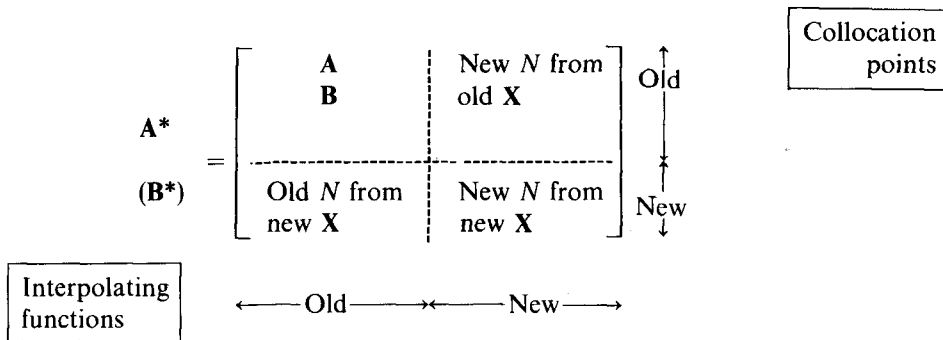 Collocation
points
A New N from Old
B old X
A*
=
(B*) Old N from New N from New
new X new X
Interpolating
functions
Old New